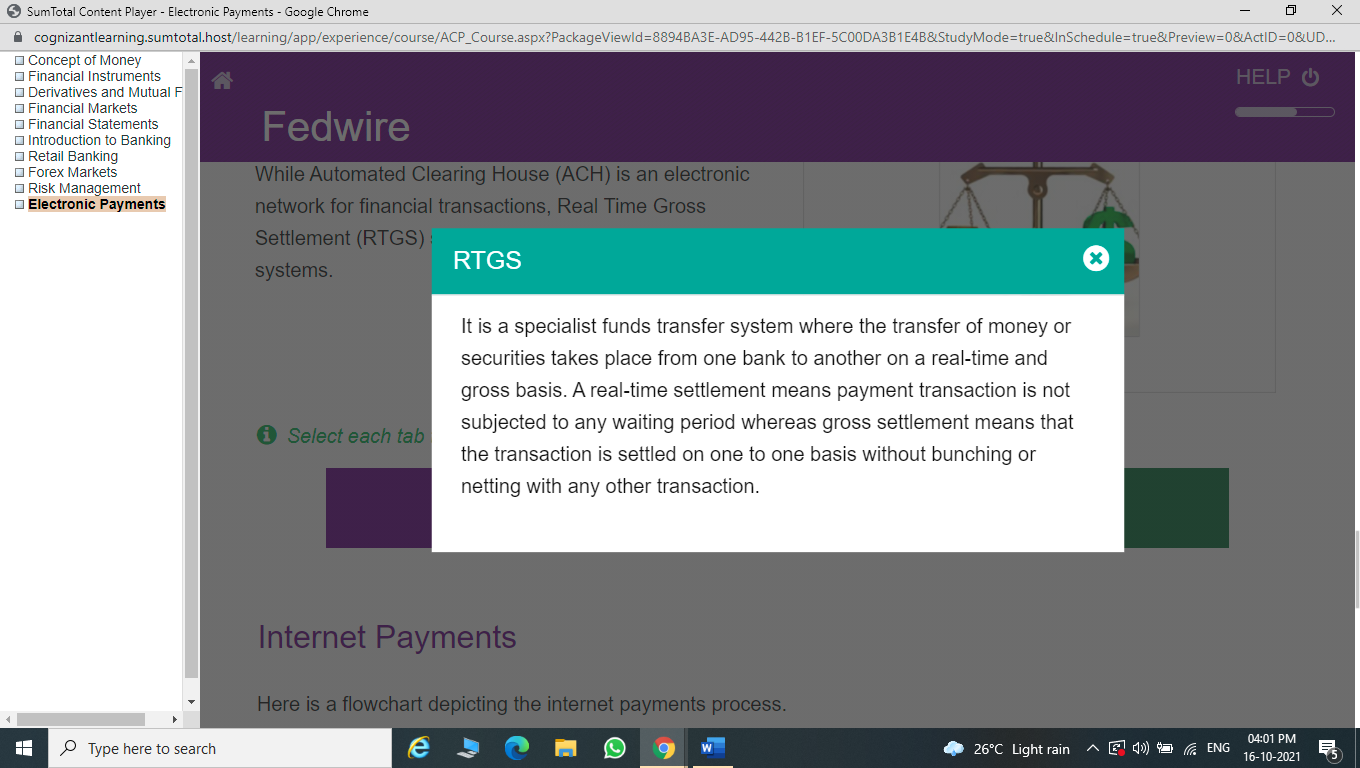 SumTotal Content Player - Electronic Payments - Google Chrome
cognizantlearning.sumtotal.host/learning/app/experience/course/ACP_Course.aspx?PackageViewId=8894BA3E-AD95-442B-B1EF-5C00DA3B1E4B&StudyMode=true&InSchedule=true&Preview=0&ActID=0&UD...
Concept of Money
Financial Instruments
Derivatives and Mutual F
Financial Markets
Financial Statements
Introduction to Banking
Retail Banking
Forex Markets
Risk Management
Electronic Payments
HELP
Fedwire
While Automated Clearing House (ACH) is an electronic
network for financial transactions, Real Time Gross
Settlement (RTGS)
systems.
RTGS
It is a specialist funds transfer system where the transfer of money or
securities takes place from one bank to another on a real-time and
gross basis. A real-time settlement means payment transaction is not
subjected to any waiting period whereas gross settlement means that
the transaction is settled on one to one basis without bunching or
netting with any other transaction.
Select each tab
Internet Payments
Here is a flowchart depicting the internet payments process.
Type here to search
26°C Light rain
ENG
04:01 PM
16-10-2021
5